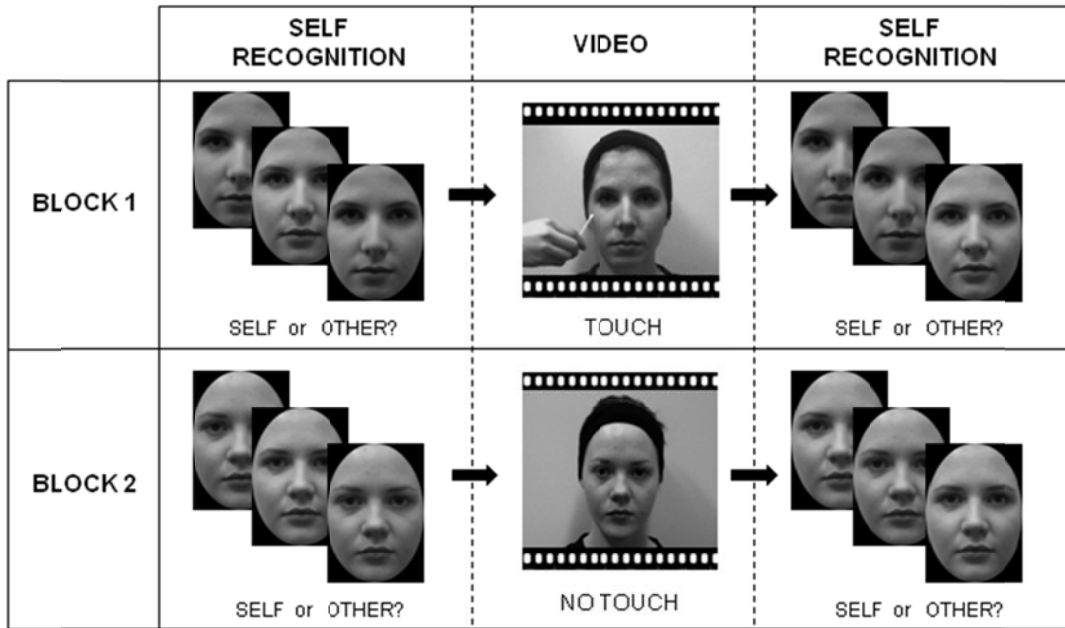 SELF
RECOGNITION
VIDEO
SELF
RECOGNITION
BLOCK 1
SELF or OTHER?
TOUCH
SELF or OTHER?
BLOCK 2
SELF or OTHER?
NO TOUCH
SELF or OTHER?